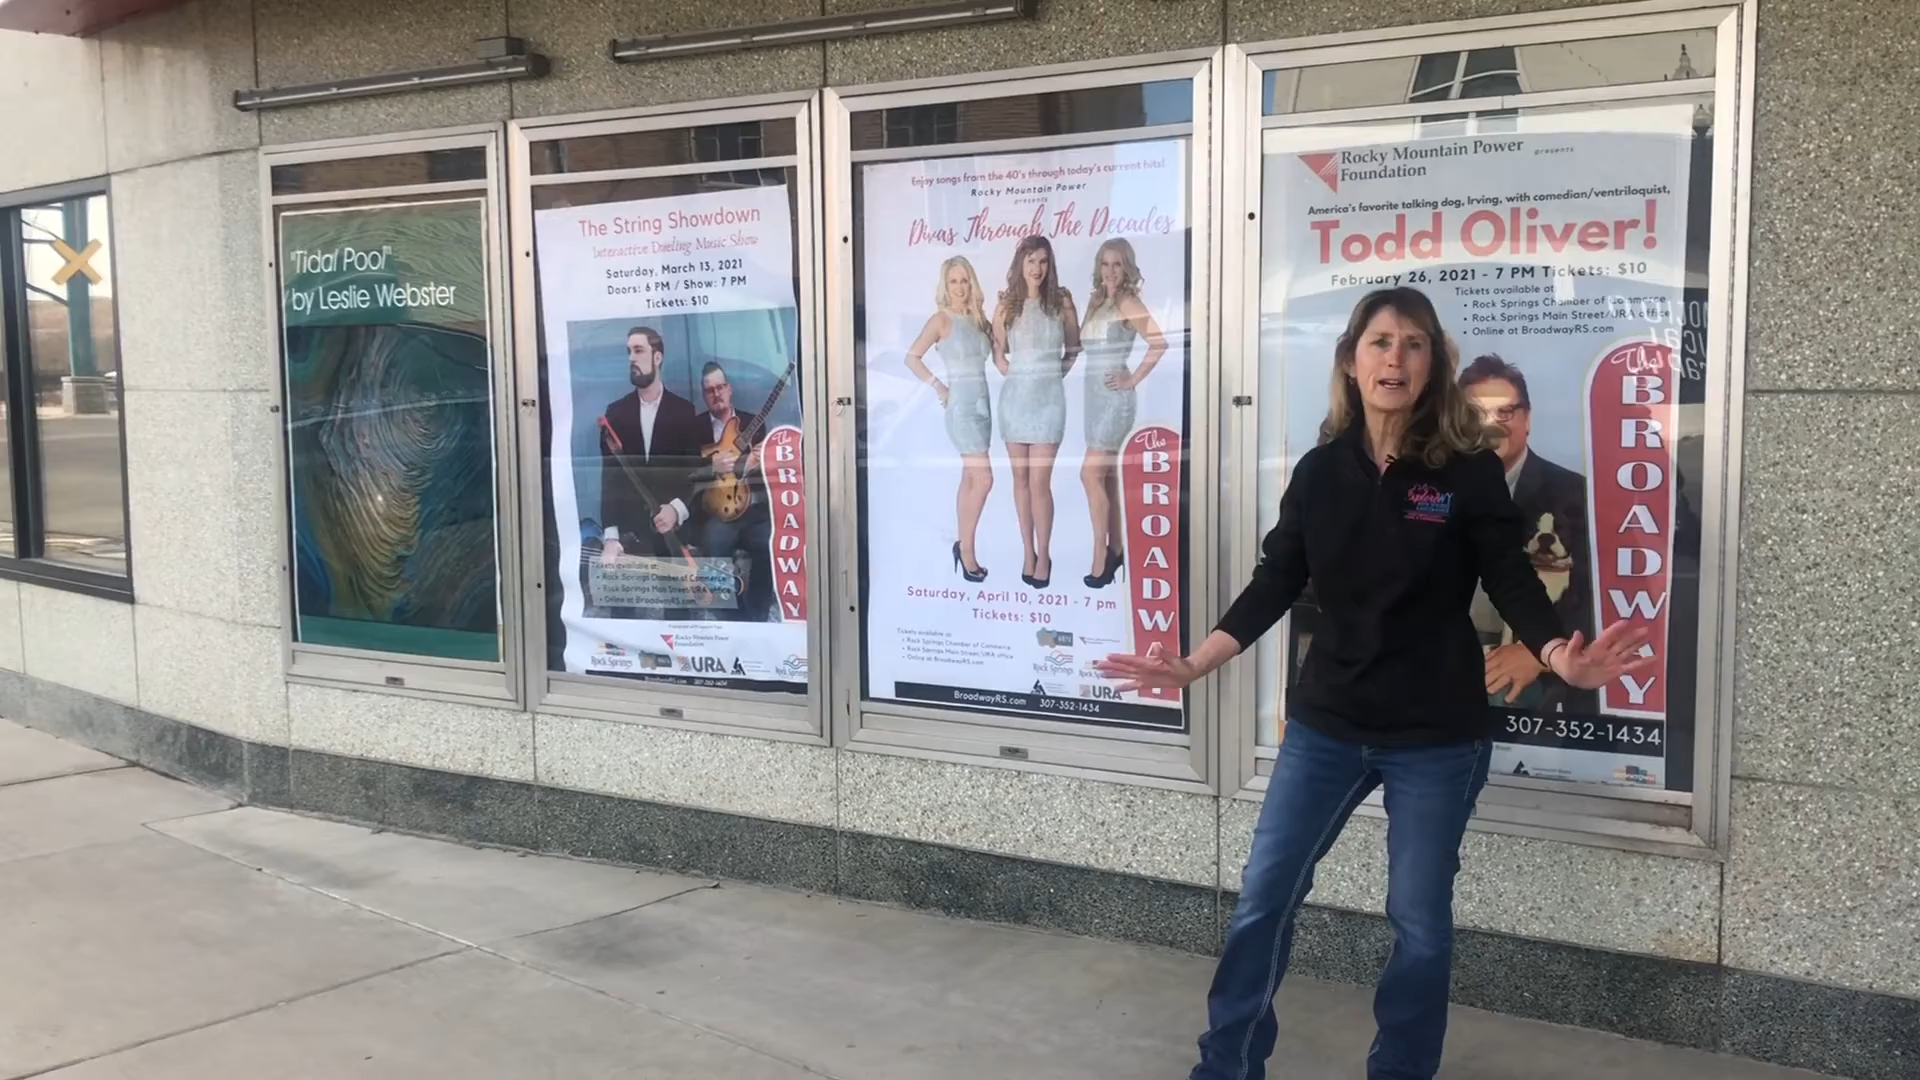 "Tidal Pool"
by Leslie Webster
The String Showdown
Interactive Dueling Music Show
Saturday, March 13, 2021
Doors: 6 PM / Show: 7 PM
Tickets: $10
The
BROADWAY
Tickets available at:
• Rock Springs Chamber of Commerce
• Rock Springs Main Street/URA office
• Online at BroadwayRS.com
Rocky Mountain Power
Foundation
Rock Springs
URA
BroadwayRS.com 307-352-1434
Enjoy songs from the 40's through today's current hits!
Rocky Mountain Power
presents
Divas Through The Decades
The
BROADWAY
Saturday, April 10, 2021 - 7 pm
Tickets: $10
Tickets available at:
• Rock Springs Chamber of Commerce
• Rock Springs Main Street/URA office
• Online at BroadwayRS.com
Rock Springs
URA
BroadwayRS.com 307-352-1434
Rocky Mountain Power presents
Foundation
America's favorite talking dog, Irving, with comedian/ventriloquist,
Todd Oliver!
February 26, 2021 - 7 PM Tickets: $10
Tickets available at:
• Rock Springs Chamber of Commerce
• Rock Springs Main Street/URA office
• Online at BroadwayRS.com
The
BROADWAY
307-352-1434